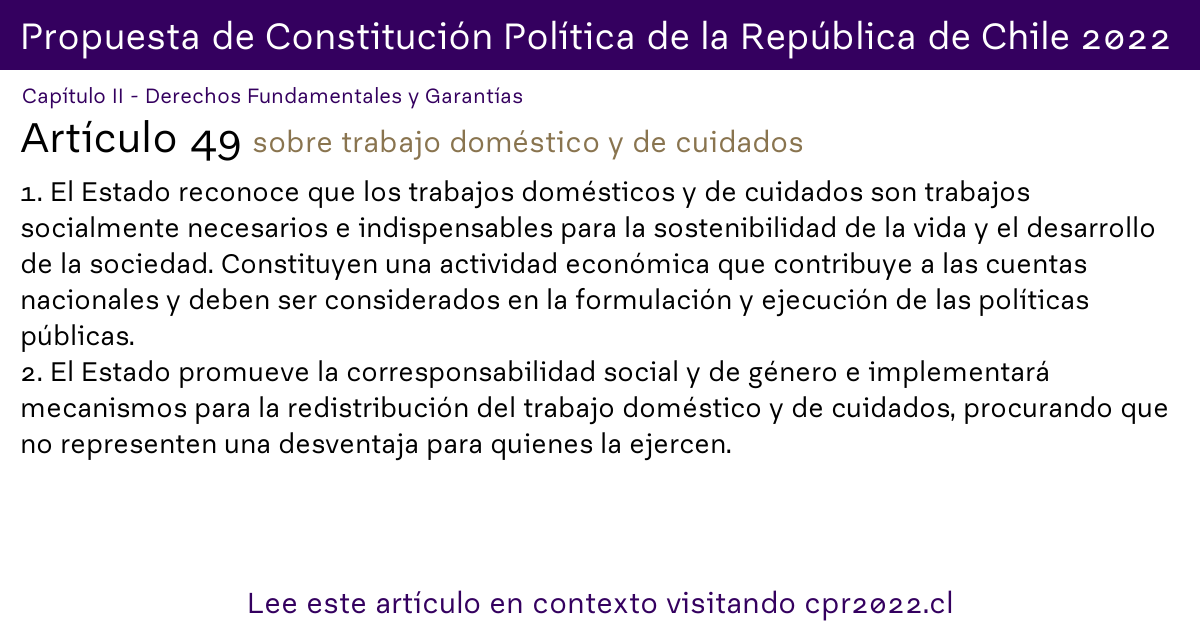 Propuesta de Constitución Política de la República de Chile 2022
Capítulo II - Derechos Fundamentales y Garantías
Artículo 49 sobre trabajo doméstico y de cuidados
1. El Estado reconoce que los trabajos domésticos y de cuidados son trabajos
socialmente necesarios e indispensables para la sostenibilidad de la vida y el desarrollo
de la sociedad. Constituyen una actividad económica que contribuye a las cuentas
nacionales y deben ser considerados en la formulación y ejecución de las políticas
públicas.
2. El Estado promueve la corresponsabilidad social y de género e implementará
mecanismos para la redistribución del trabajo doméstico y de cuidados, procurando que
no representen una desventaja para quienes la ejercen.
Lee este artículo en contexto visitando cpr2022.cl